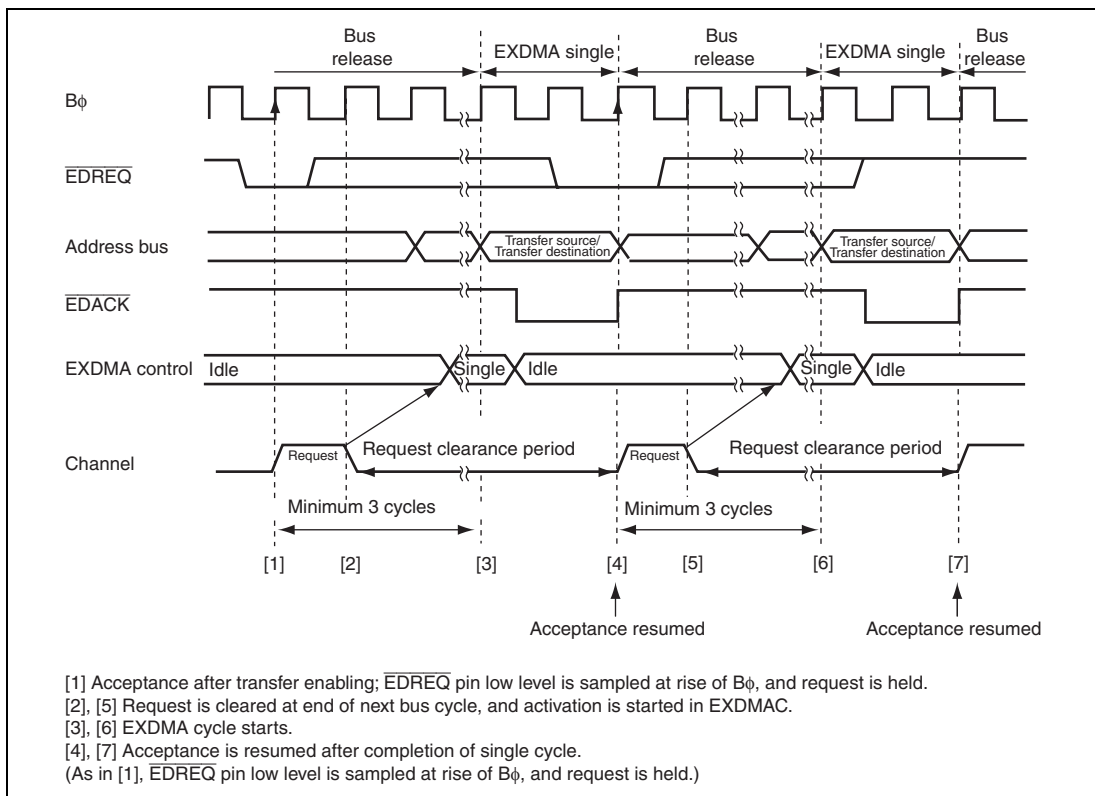 Bus release
EXDMA single
Bus release
EXDMA single
Bus release
Bφ
EDREQ
Address bus
Transfer source/
Transfer destination
Transfer source/
Transfer destination
EDACK
EXDMA control
Idle
Single
Idle
Single
Idle
Channel
Request
Request clearance period
Request
Request clearance period
Minimum 3 cycles
Minimum 3 cycles
[1]
[2]
[3]
[4]
[5]
[6]
[7]
Acceptance resumed
Acceptance resumed
[1] Acceptance after transfer enabling; EDREQ pin low level is sampled at rise of Bφ, and request is held.
[2], [5] Request is cleared at end of next bus cycle, and activation is started in EXDMAC.
[3], [6] EXDMA cycle starts.
[4], [7] Acceptance is resumed after completion of single cycle.
(As in [1], EDREQ pin low level is sampled at rise of Bφ, and request is held.)